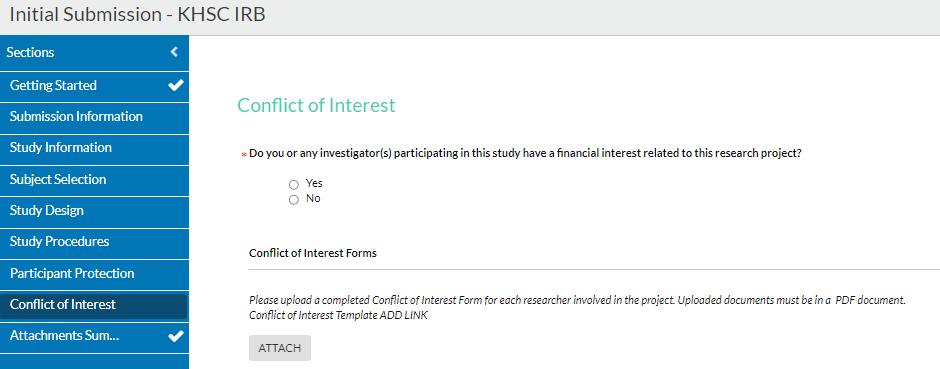 Initial Submission - KHSC IRB
Sections
Getting Started
Submission Information
Study Information
Subject Selection
Study Design
Study Procedures
Participant Protection
Conflict of Interest
Attachments Sum...
Conflict of Interest
* Do you or any investigator(s) participating in this study have a financial interest related to this research project?
Yes
No
Conflict of Interest Forms
Please upload a completed Conflict of Interest Form for each researcher involved in the project. Uploaded documents must be in a PDF document.
Conflict of Interest Template ADD LINK
ATTACH